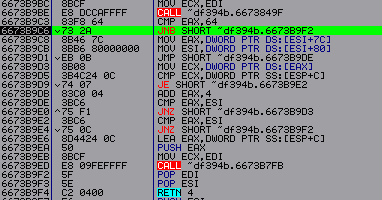 6673B9BC 8BCF MOV ECX,EDI
6673B9BE E8 DCCAFFFF CALL ~df394b.6673849F
6673B9C3 83F8 64 CMP EAX,64
6673B9C6 73 2A JNB SHORT ~df394b.6673B9F2
6673B9C8 8B46 7C MOV EAX,DWORD PTR DS:[ESI+7C]
6673B9CB 8BB6 80000000 MOV ESI,DWORD PTR DS:[ESI+80]
6673B9D1 EB 0B JMP SHORT ~df394b.6673B9DE
6673B9D3 8B08 MOV ECX,DWORD PTR DS:[EAX]
6673B9D5 3B4C24 0C CMP ECX,DWORD PTR SS:[ESP+C]
6673B9D9 74 07 JE SHORT ~df394b.6673B9E2
6673B9DB 83C0 04 ADD EAX,4
6673B9DE 3BC6 CMP EAX,ESI
6673B9E0 75 F1 JNZ SHORT ~df394b.6673B9D3
6673B9E2 3BC6 CMP EAX,ESI
6673B9E4 75 0C JNZ SHORT ~df394b.6673B9F2
6673B9E6 8D4424 0C LEA EAX,DWORD PTR SS:[ESP+C]
6673B9EA 50 PUSH EAX
6673B9EB 8BCF MOV ECX,EDI
6673B9ED E8 09FEFFFF CALL ~df394b.6673B7FB
6673B9F2 5F POP EDI
6673B9F3 5E POP ESI
6673B9F4 C2 0400 RETN 4